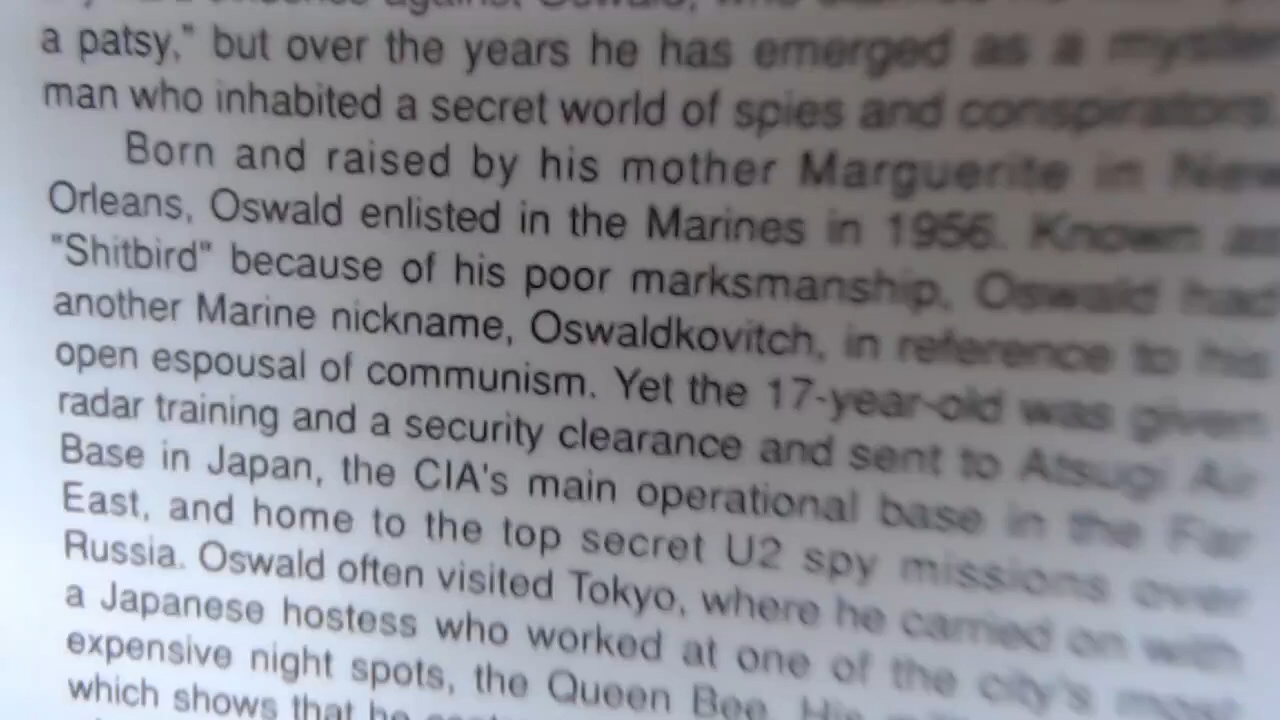 against, Oswald, who
a patsy," but over the years he has emerged as a mystery
man who inhabited a secret world of spies and conspirators.
Born and raised by his mother Marguerite in New
Orleans, Oswald enlisted in the Marines in 1956. Known as
"Shitbird" because of his poor marksmanship, Oswald had
another Marine nickname, Oswaldkovitch, in reference to his
open espousal of communism. Yet the 17-year-old was given
radar training and a security clearance and sent to Atsugi Air
Base in Japan, the CIA's main operational base in the Far
East, and home to the top secret U2 spy missions over
Russia. Oswald often visited Tokyo, where he carried on with
a Japanese hostess who worked at one of the city's most
expensive night spots, the Queen Bee. His
which shows that he